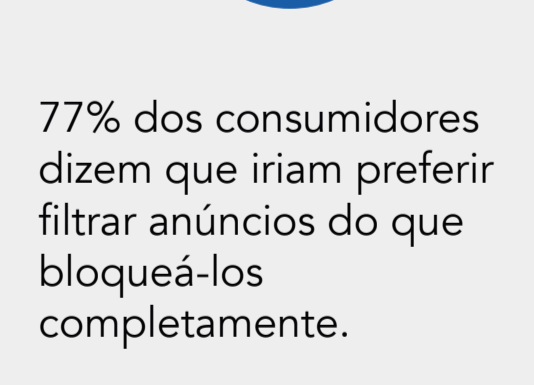 77% dos consumidores
dizem que iriam preferir
filtrar anúncios do que
bloqueá-los
completamente.